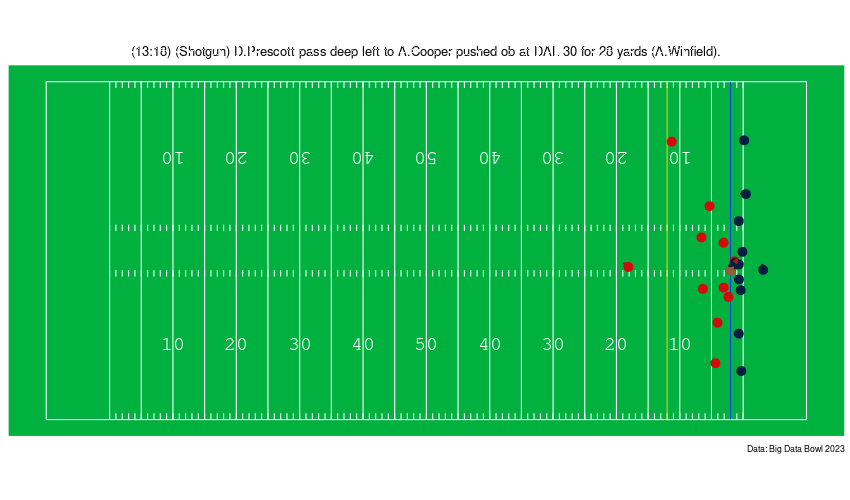 (13:18) (Shotgun) D.Prescott pass deep left to A.Cooper pushed ob at DAL 30 for 28 yards (A.Winfield).
10 20 30 40 50 40 30 20 10
10 20 30 40 50 40 30 20 10
Data: Big Data Bowl 2023